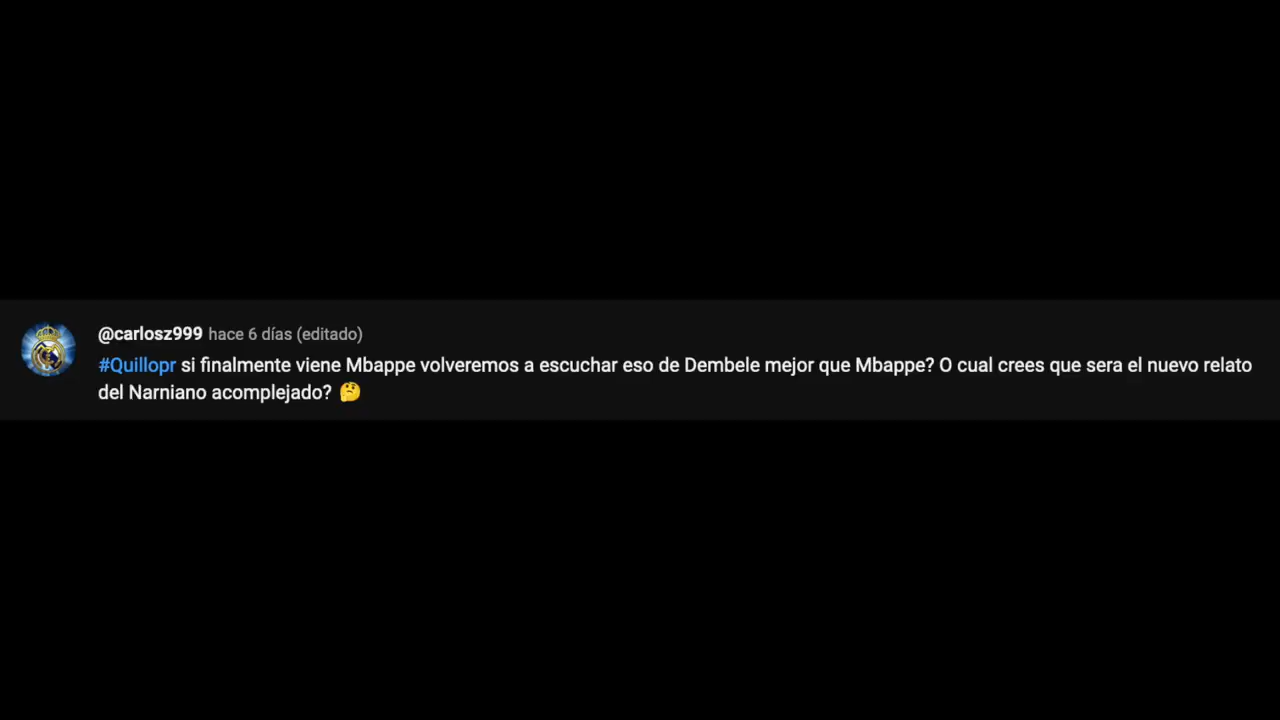 @carlosz999 hace 6 días (editado)
#Quillopr si finalmente viene Mbappe volveremos a escuchar eso de Dembele mejor que Mbappe? O cual crees que sera el nuevo relato
del Narniano acomplejado? 🤔